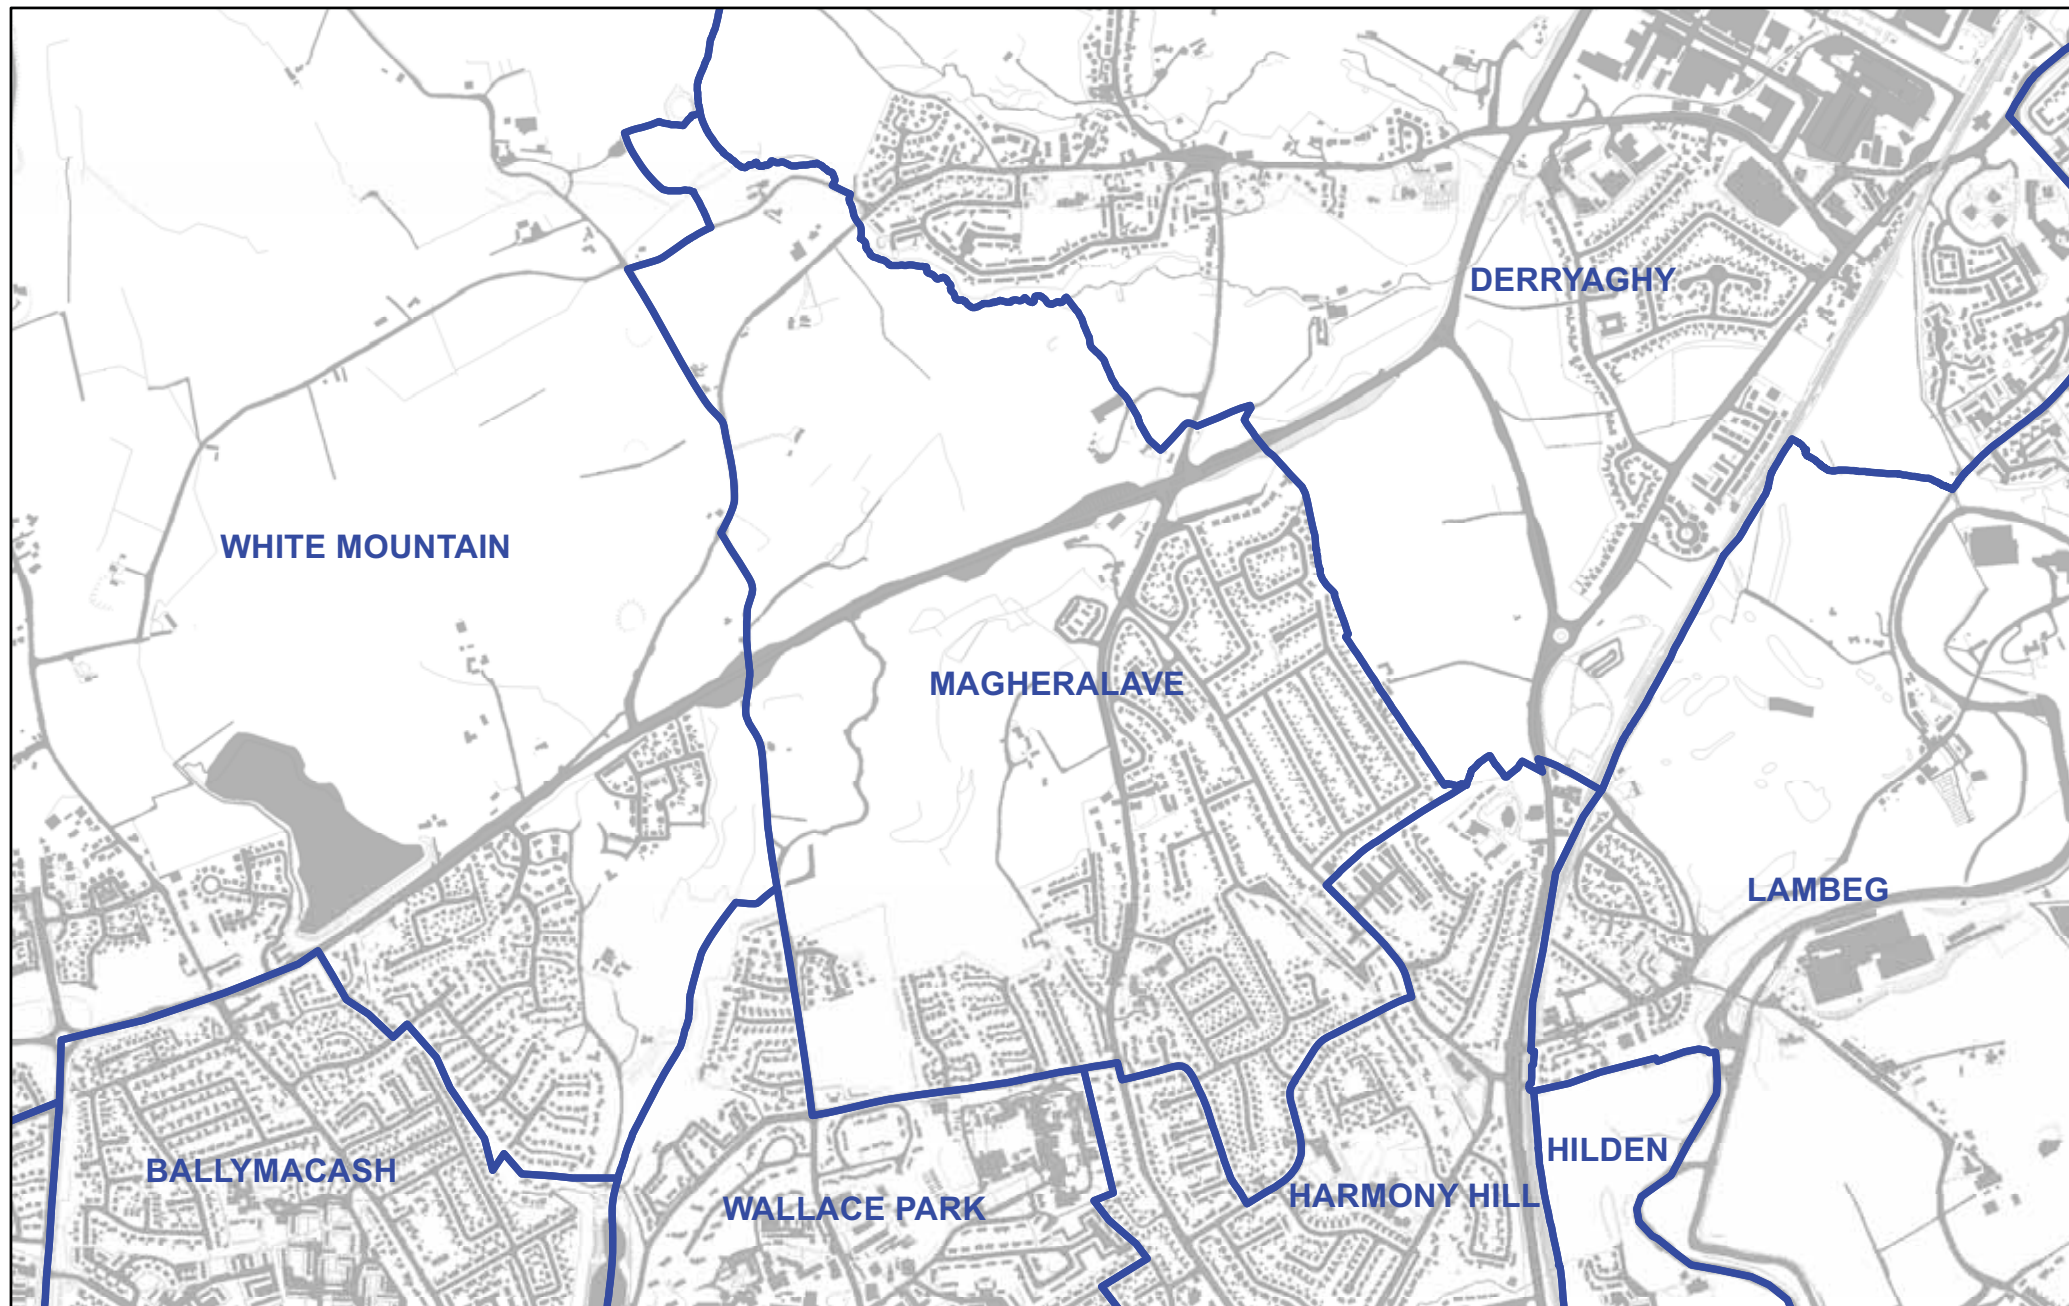 DERRYAGHY
WHITE MOUNTAIN
MAGHERALAVE
LAMBEG
HILDEN
BALLYMACASH
HARMONY HILL
WALLACE PARK